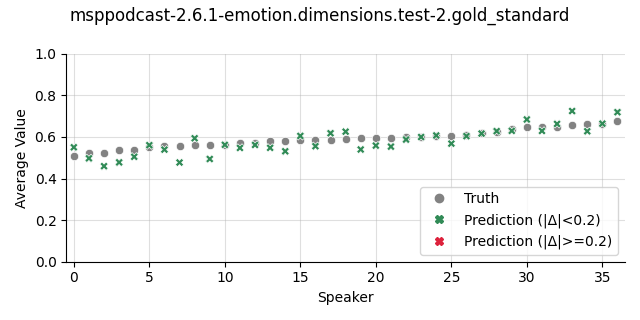 msppodcast-2.6.1-emotion.dimensions.test-2.gold_standard
1.0
0.8
0.6
0.4
0.2
0.0
Average Value
Truth
Prediction (|Δ|<0.2)
Prediction (|Δ|>=0.2)
0 5 10 15 20 25 30 35
Speaker